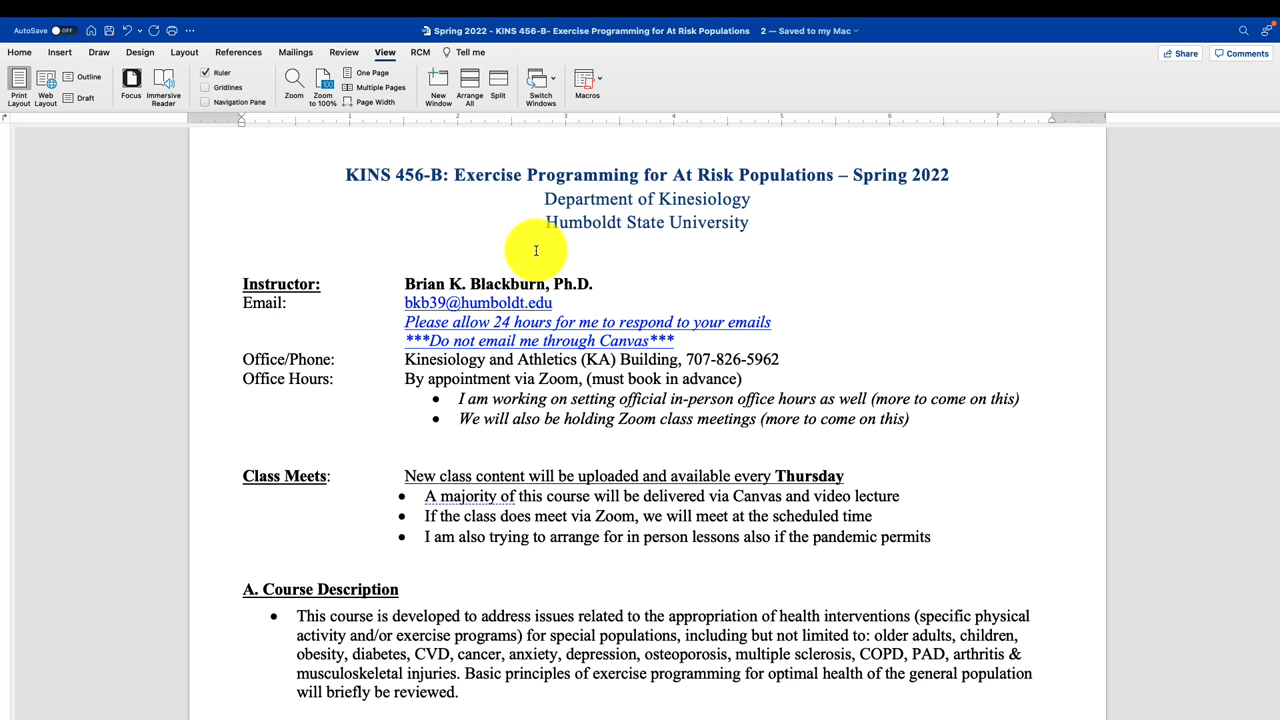 AutoSave OFF
Spring 2022 - KINS 456-B- Exercise Programming for At Risk Populations 2 — Saved to my Mac
Home Insert Draw Design Layout References Mailings Review View RCM Tell me
Share Comments
Print Layout
Web Layout
Outline
Draft
Focus
Immersive Reader
Ruler
Gridlines
Navigation Pane
Zoom
Zoom to 100%
One Page
Multiple Pages
Page Width
New Window
Arrange All
Split
Switch Windows
Macros
1 2 3 4 5 6 7
KINS 456-B: Exercise Programming for At Risk Populations – Spring 2022
Department of Kinesiology
Humboldt State University
Instructor: Brian K. Blackburn, Ph.D.
Email: bkb39@humboldt.edu
Please allow 24 hours for me to respond to your emails
***Do not email me through Canvas***
Office/Phone: Kinesiology and Athletics (KA) Building, 707-826-5962
Office Hours: By appointment via Zoom, (must book in advance)
• I am working on setting official in-person office hours as well (more to come on this)
• We will also be holding Zoom class meetings (more to come on this)
Class Meets: New class content will be uploaded and available every Thursday
• A majority of this course will be delivered via Canvas and video lecture
• If the class does meet via Zoom, we will meet at the scheduled time
• I am also trying to arrange for in person lessons also if the pandemic permits
A. Course Description
• This course is developed to address issues related to the appropriation of health interventions (specific physical
activity and/or exercise programs) for special populations, including but not limited to: older adults, children,
obesity, diabetes, CVD, cancer, anxiety, depression, osteoporosis, multiple sclerosis, COPD, PAD, arthritis &
musculoskeletal injuries. Basic principles of exercise programming for optimal health of the general population
will briefly be reviewed.